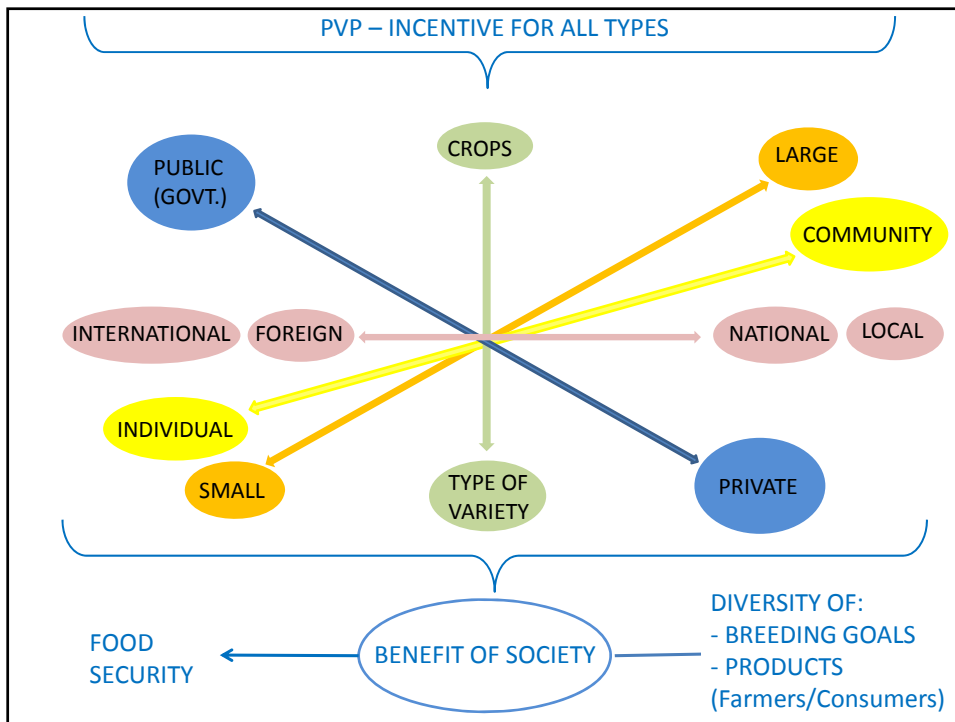 PVP – INCENTIVE FOR ALL TYPES
CROPS
LARGE
PUBLIC
(GOVT.)
COMMUNITY
INTERNATIONAL
FOREIGN
NATIONAL
LOCAL
INDIVIDUAL
SMALL
TYPE OF
VARIETY
PRIVATE
FOOD
SECURITY
BENEFIT OF SOCIETY
DIVERSITY OF:
- BREEDING GOALS
- PRODUCTS
(Farmers/Consumers)